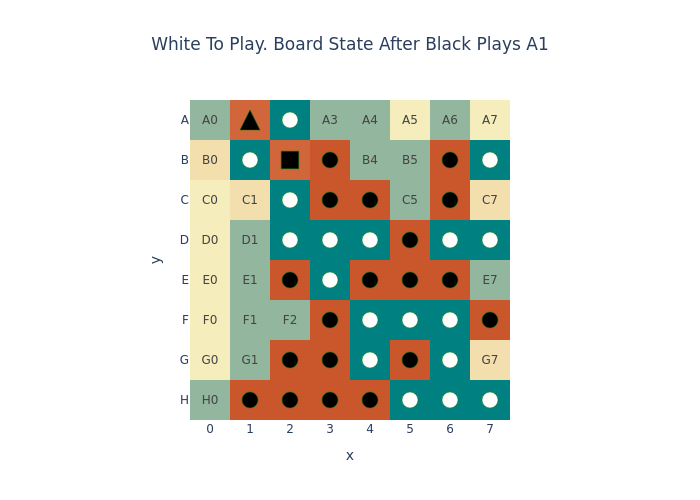 White To Play. Board State After Black Plays A1
A A0 A3 A4 A5 A6 A7
B B0 B4 B5
C C0 C1 C5 C7
D D0 D1
E E0 E1 E7
F F0 F1 F2
G G0 G1 G7
H H0
0 1 2 3 4 5 6 7
x
y